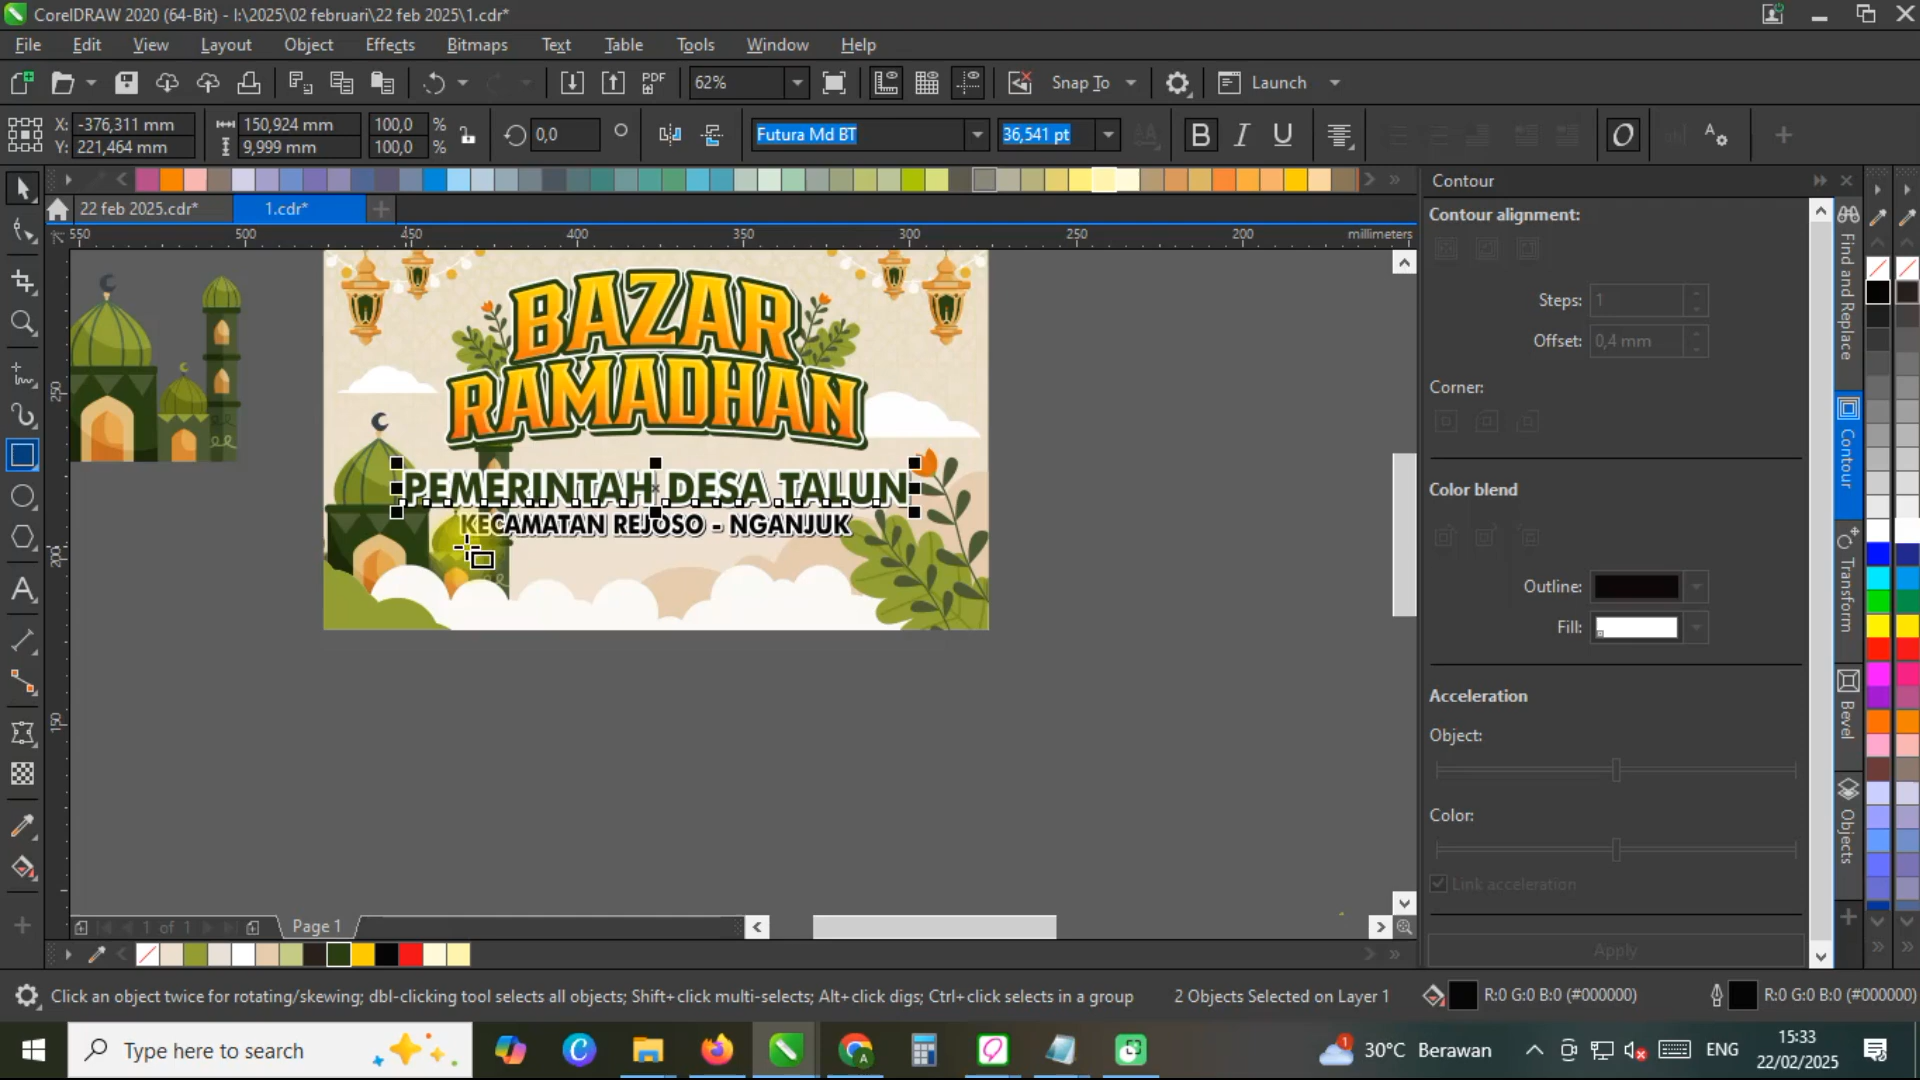 CorelDRAW 2020 (64-Bit) - I:\2025\02 februari\22 feb 2025\1.cdr*
File Edit View Layout Object Effects Bitmaps Text Table Tools Window Help
PDF 62% Snap To Launch
X: -376,311 mm 150,924 mm 100,0 % 0,0 ° Futura Md BT 36,541 pt B I U O
Y: 221,464 mm 9,999 mm 100,0 %
22 feb 2025.cdr* 1.cdr*
550 500 450 400 350 300 250 200 millimeters
250
200
150
BAZAR
RAMADHAN
PEMERINTAH DESA TALUN
KECAMATAN REJOSO - NGANJUK
Contour
Contour alignment:
Steps: 1
Offset: 0,4 mm
Corner:
Color blend
Outline:
Fill:
Acceleration
Object:
Color:
Link acceleration
Apply
Find and Replace
Contour
Transform
Bevel
Objects
1 of 1 Page 1
Click an object twice for rotating/skewing; dbl-clicking tool selects all objects; Shift+click multi-selects; Alt+click digs; Ctrl+click selects in a group 2 Objects Selected on Layer 1 R:0 G:0 B:0 (#000000) R:0 G:0 B:0 (#000000)
Type here to search 30°C Berawan ENG 15:33
22/02/2025